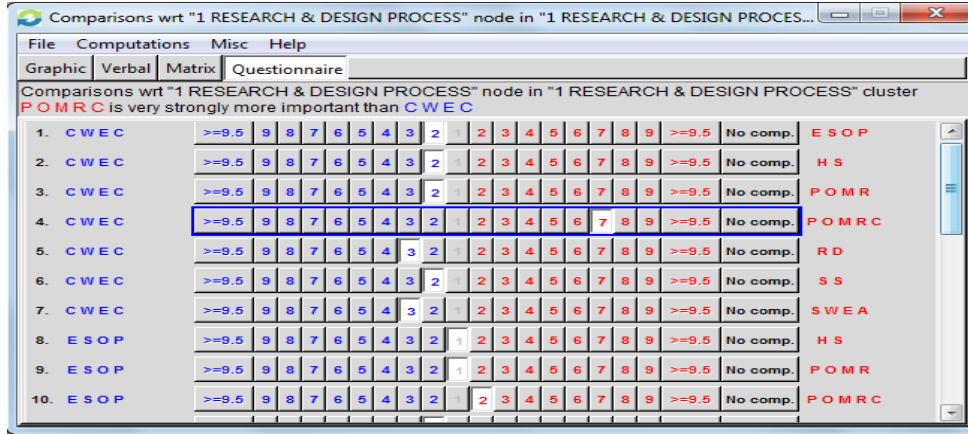 Comparisons wrt "1 RESEARCH & DESIGN PROCESS" node in "1 RESEARCH & DESIGN PROCES...
File Computations Misc Help
Graphic Verbal Matrix Questionnaire
Comparisons wrt "1 RESEARCH & DESIGN PROCESS" node in "1 RESEARCH & DESIGN PROCESS" cluster
P O M R C is very strongly more important than C W E C
1. C W E C >=9.5 9 8 7 6 5 4 3 2 1 2 3 4 5 6 7 8 9 >=9.5 No comp. E S O P
2. C W E C >=9.5 9 8 7 6 5 4 3 2 1 2 3 4 5 6 7 8 9 >=9.5 No comp. H S
3. C W E C >=9.5 9 8 7 6 5 4 3 2 1 2 3 4 5 6 7 8 9 >=9.5 No comp. P O M R
4. C W E C >=9.5 9 8 7 6 5 4 3 2 1 2 3 4 5 6 7 8 9 >=9.5 No comp. P O M R C
5. C W E C >=9.5 9 8 7 6 5 4 3 2 1 2 3 4 5 6 7 8 9 >=9.5 No comp. R D
6. C W E C >=9.5 9 8 7 6 5 4 3 2 1 2 3 4 5 6 7 8 9 >=9.5 No comp. S S
7. C W E C >=9.5 9 8 7 6 5 4 3 2 1 2 3 4 5 6 7 8 9 >=9.5 No comp. S W E A
8. E S O P >=9.5 9 8 7 6 5 4 3 2 1 2 3 4 5 6 7 8 9 >=9.5 No comp. H S
9. E S O P >=9.5 9 8 7 6 5 4 3 2 1 2 3 4 5 6 7 8 9 >=9.5 No comp. P O M R
10. E S O P >=9.5 9 8 7 6 5 4 3 2 1 2 3 4 5 6 7 8 9 >=9.5 No comp. P O M R C